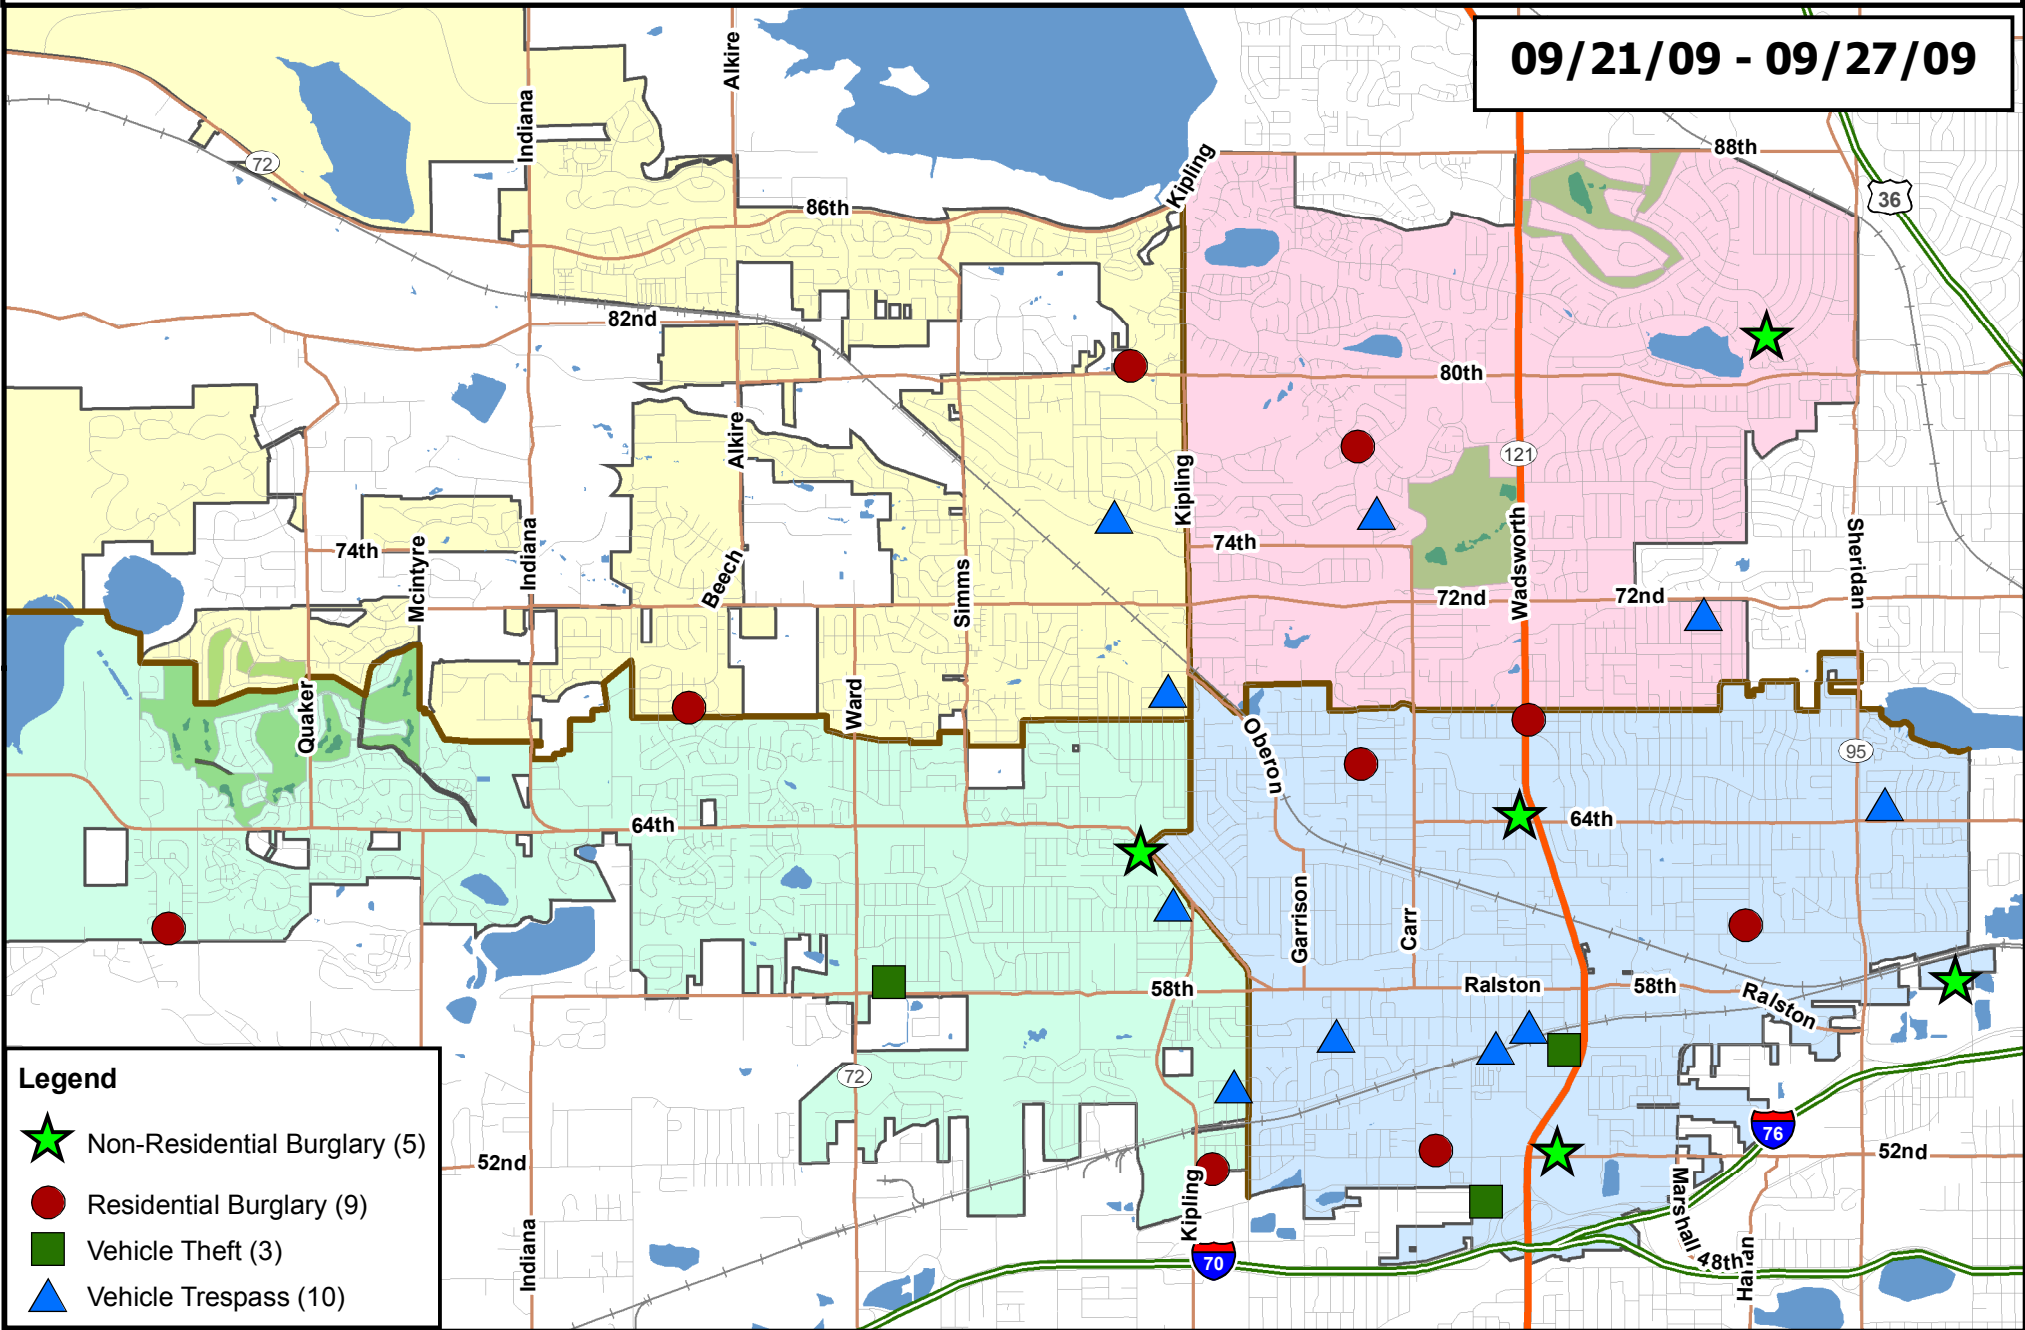 09/21/09 - 09/27/09
Alkire
Indiana
88th
72
Kipling
36
86th
82nd
80th
Alkire
121
Kipling
74th
74th
Mcintyre
Indiana
Beech
Simms
Wadsworth
Sheridan
72nd
72nd
Quaker
Ward
Oberon
95
64th
64th
Garrison
Carr
58th
Ralston
58th
Ralston
72
76
52nd
52nd
Kipling
Marshall
Indiana
70
48th
Harlan
Legend
Non-Residential Burglary (5)
Residential Burglary (9)
Vehicle Theft (3)
Vehicle Trespass (10)